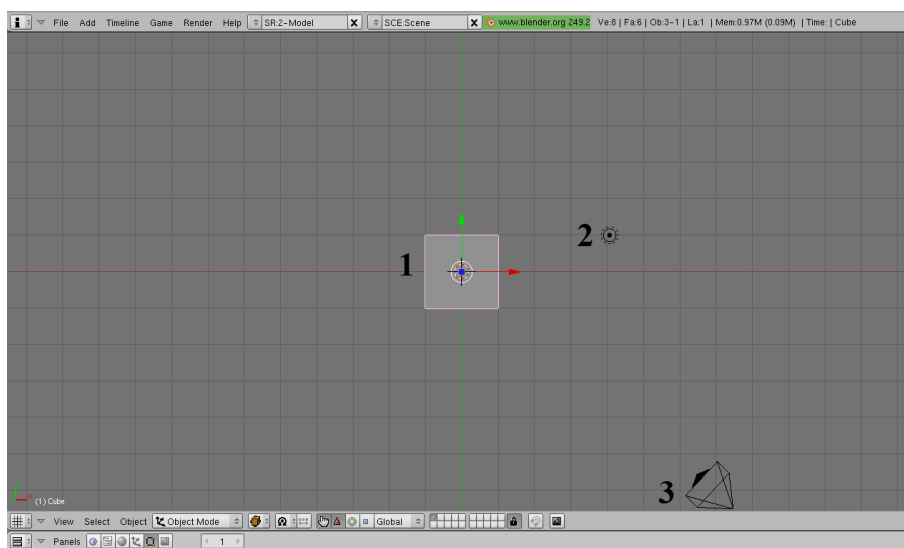 File Add Timeline Game Render Help SR:2-Model X SCE:Scene X www.blender.org 249.2 Ve:8 | Fa:6 | Ob:3-1 | La:1 | Mem:0.97M (0.09M) | Time: | Cube
2
1
3
x
(1) Cube
View Select Object Object Mode Global
Panels 1